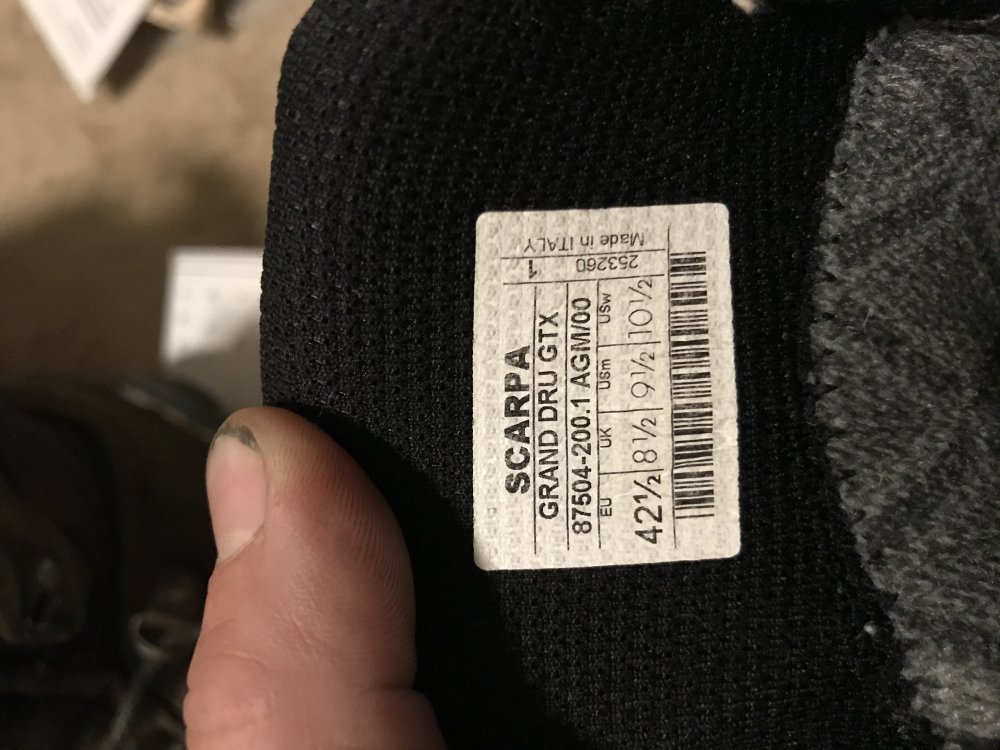 SCARPA
GRAND DRU GTX
87504-200.1 AGM/00
EU UK USm USw
42½ 8½ 9½ 10½
1
253260
Made in ITALY